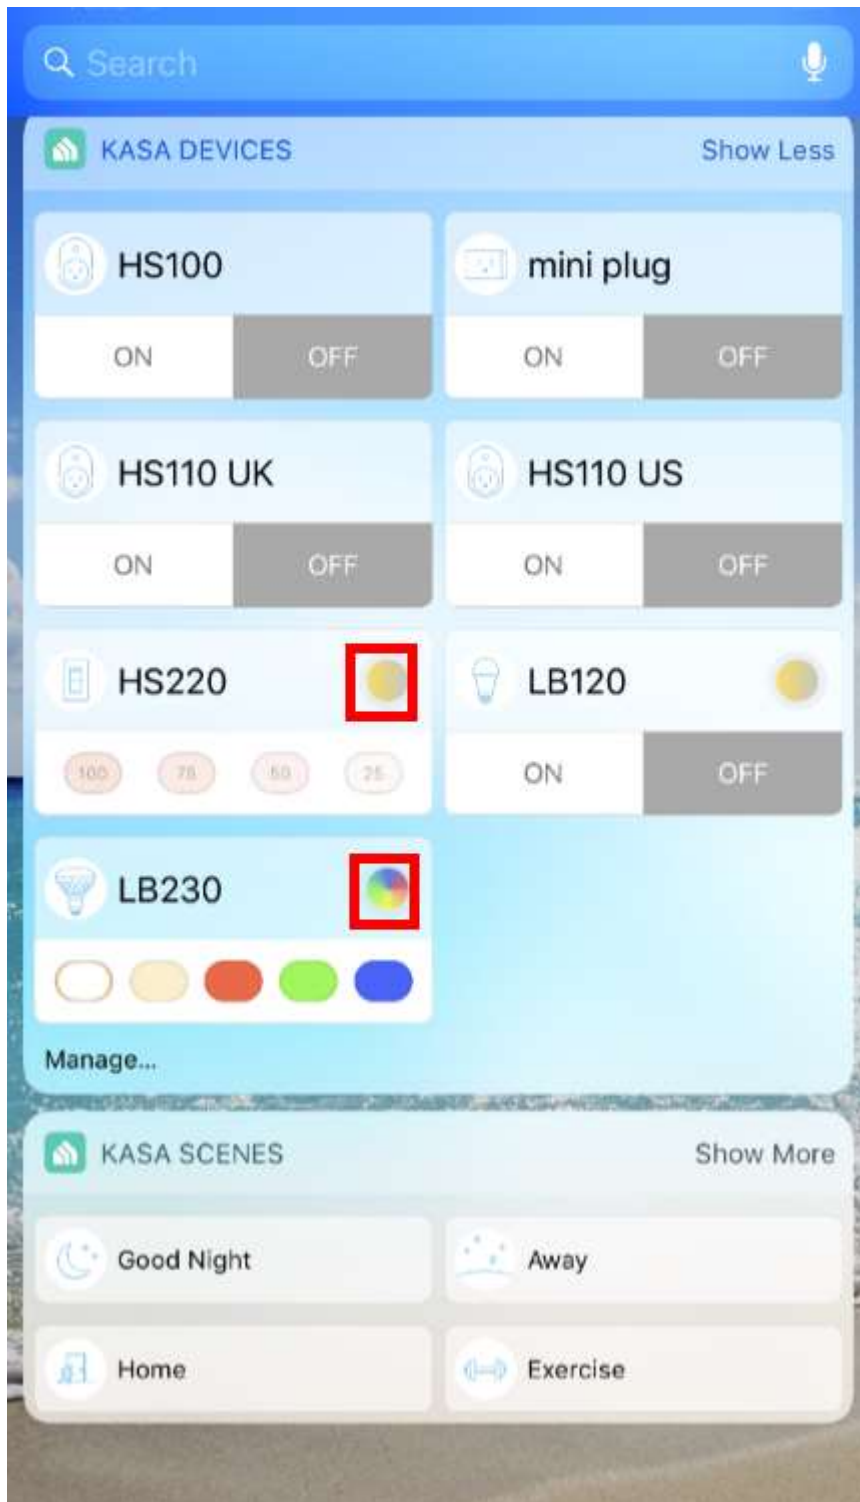 Search
KASA DEVICES Show Less
HS100 mini plug
ON OFF ON OFF
HS110 UK HS110 US
ON OFF ON OFF
HS220 LB120
100 75 50 25 ON OFF
LB230
Manage...
KASA SCENES Show More
Good Night Away
Home Exercise